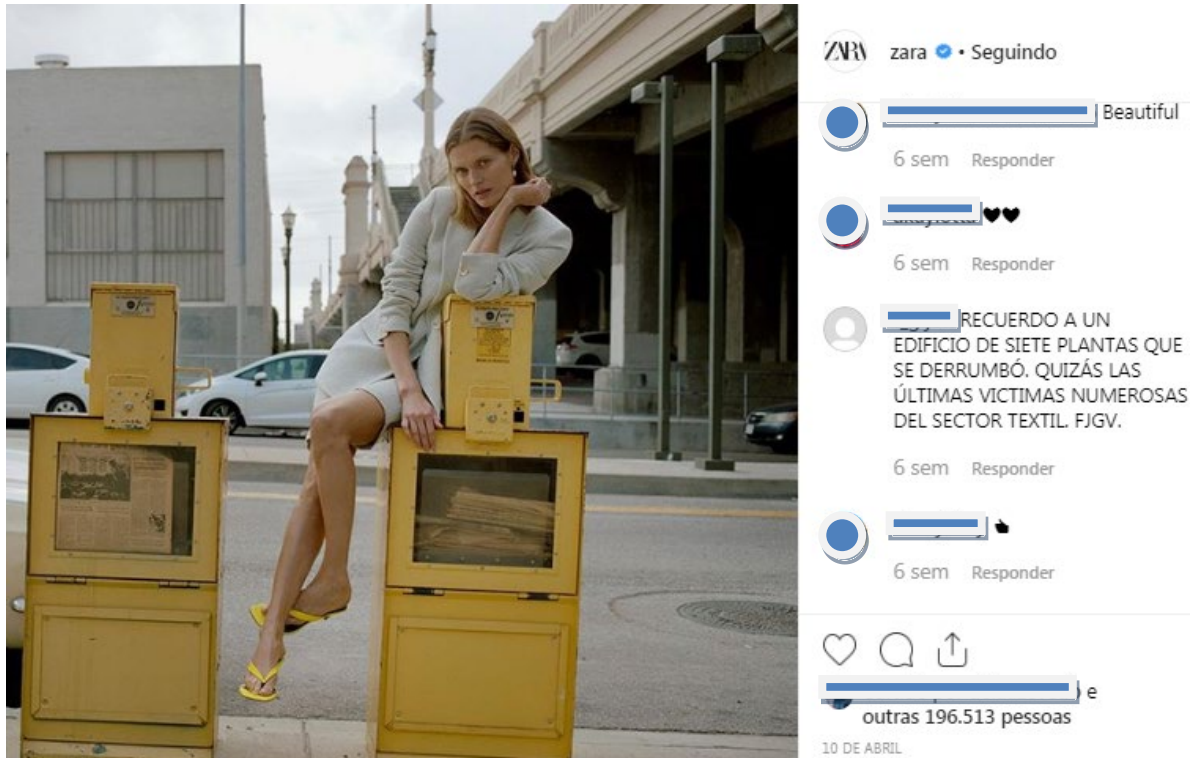 ZARA
zara • Seguindo
Beautiful
6 sem Responder
6 sem Responder
RECUERDO A UN
EDIFICIO DE SIETE PLANTAS QUE
SE DERRUMBÓ. QUIZÁS LAS
ÚLTIMAS VICTIMAS NUMEROSAS
DEL SECTOR TEXTIL. FJGV.
6 sem Responder
6 sem Responder
e
outras 196.513 pessoas
10 DE ABRIL